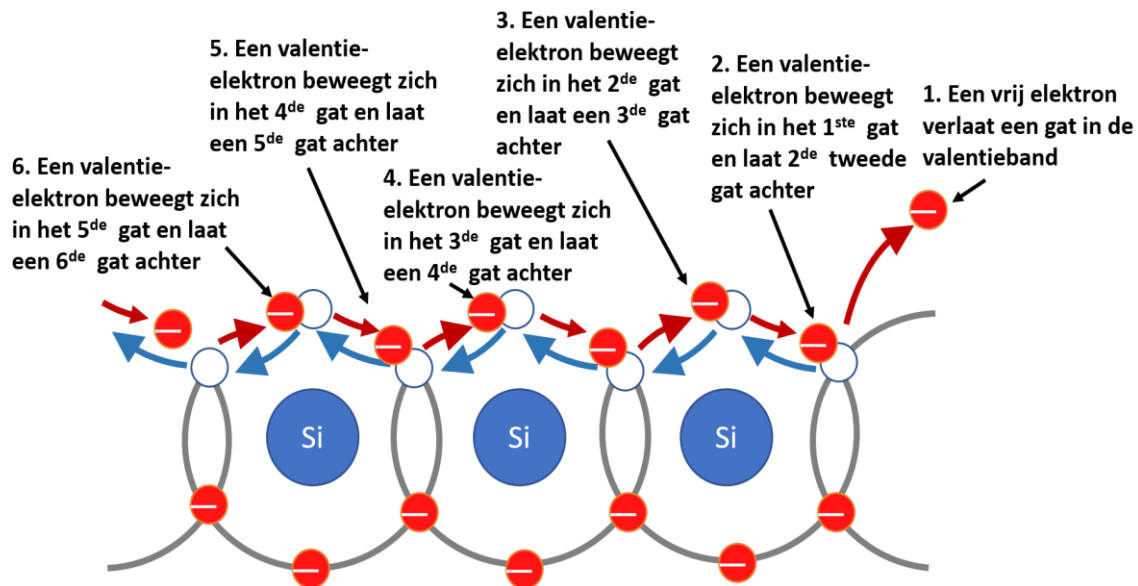 1. Een vrij elektron
verlaat een gat in de
valentieband
2. Een valentie-
elektron beweegt
zich in het 1ste gat
en laat 2de tweede
gat achter
3. Een valentie-
elektron beweegt
zich in het 2de gat
en laat een 3de gat
achter
4. Een valentie-
elektron beweegt zich
in het 3de gat en laat
een 4de gat achter
5. Een valentie-
elektron beweegt zich
in het 4de gat en laat
een 5de gat achter
6. Een valentie-
elektron beweegt zich
in het 5de gat en laat
een 6de gat achter
Si
Si
Si